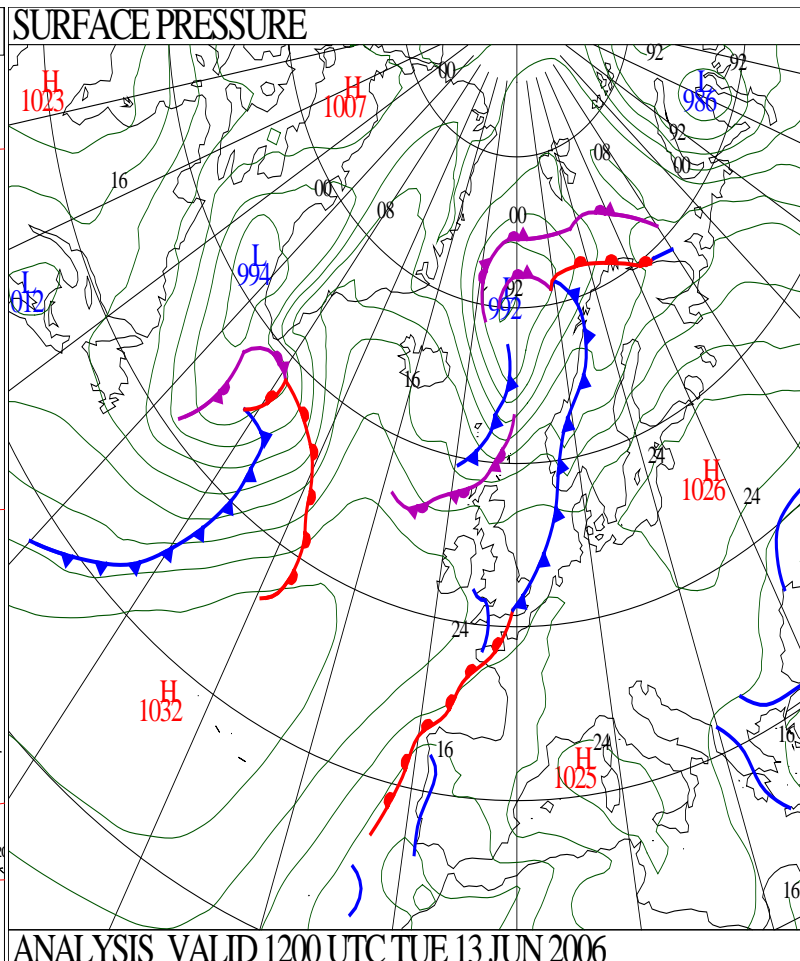 SURFACE PRESSURE
92
92
00
H
1023
H
1007
L
986
92
08
16
00
00
08
00
L
994
L
012
92
L
992
16
24
H
1026
24
24
H
1032
16
24
16
H
1025
16
ANALYSIS VALID 1200 UTC TUE 13 JUN 2006